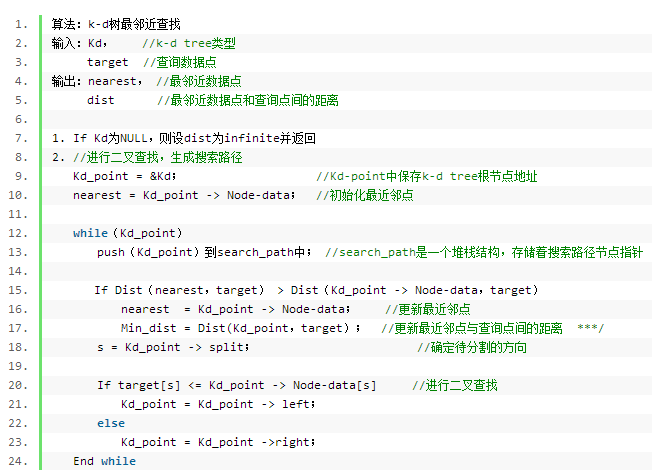 1. 算法：k-d树最邻近查找
2. 输入：Kd，    //k-d tree类型
3.      target  //查询数据点
4. 输出：nearest， //最邻近数据点
5.      dist      //最邻近数据点和查询点间的距离
6.
7. 1. If Kd为NULL，则设dist为infinite并返回
8. 2. //进行二叉查找，生成搜索路径
9.    Kd_point = &Kd；                   //Kd-point中保存k-d tree根节点地址
10.    nearest = Kd_point -> Node-data；  //初始化最近邻点
11.
12.    while（Kd_point）
13.       push（Kd_point）到search_path中； //search_path是一个堆栈结构，存储着搜索路径节点指针
14.
15.       If Dist（nearest，target） > Dist（Kd_point -> Node-data，target）
16.          nearest  = Kd_point -> Node-data；    //更新最近邻点
17.          Min_dist = Dist(Kd_point，target）；  //更新最近邻点与查询点间的距离  ***/
18.       s = Kd_point -> split；                       //确定待分割的方向
19.
20.       If target[s] <= Kd_point -> Node-data[s]     //进行二叉查找
21.          Kd_point = Kd_point -> left；
22.       else
23.          Kd_point = Kd_point ->right；
24.    End while